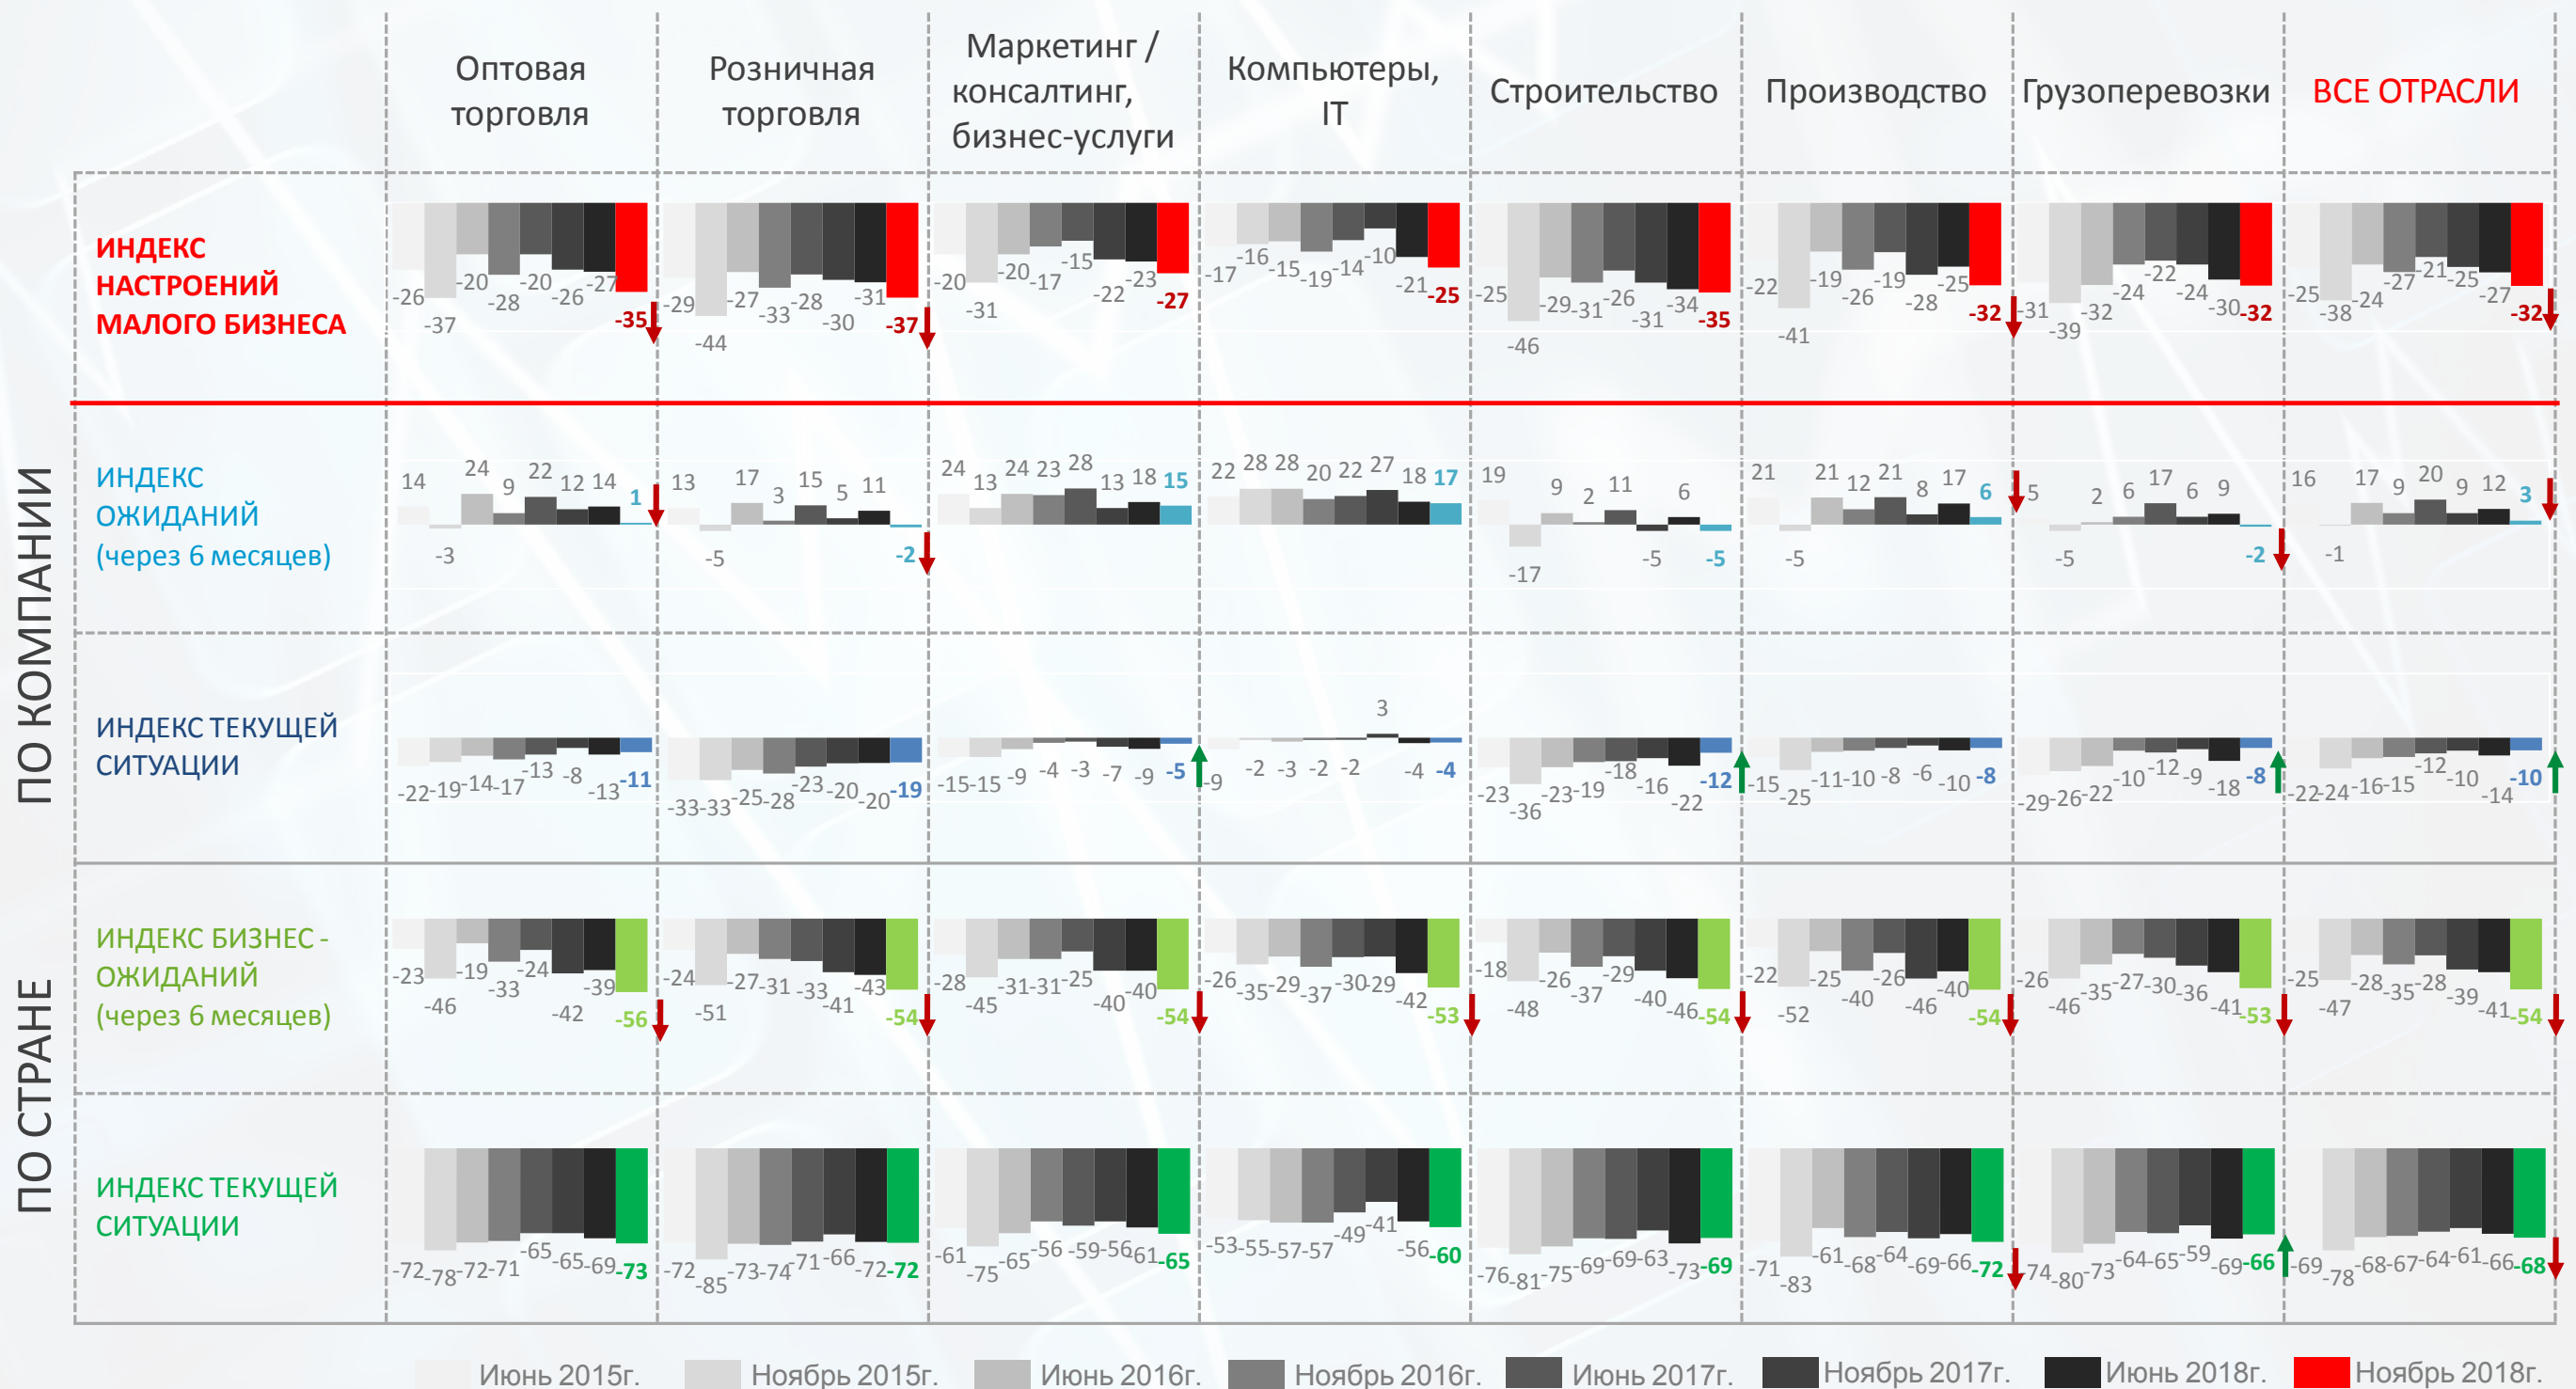 Оптовая
торговля
Розничная
торговля
Маркетинг /
консалтинг,
бизнес-услуги
Компьютеры,
IT
Строительство
Производство
Грузоперевозки
ВСЕ ОТРАСЛИ
ИНДЕКС
НАСТРОЕНИЙ
МАЛОГО БИЗНЕСА
-26 -37 -20 -28 -20 -26 -27 -35
-29 -44 -27 -33 -28 -30 -31 -37
-20 -31 -20 -17 -15 -22 -23 -27
-17 -16 -15 -19 -14 -10 -21 -25
-25 -46 -29 -31 -26 -31 -34 -35
-22 -41 -19 -26 -19 -28 -25 -32
-31 -39 -32 -24 -22 -24 -30 -32
-25 -38 -24 -27 -21 -25 -27 -32
ПО КОМПАНИИ
ИНДЕКС
ОЖИДАНИЙ
(через 6 месяцев)
14 -3 24 9 22 12 14 1
13 -5 17 3 15 5 11 -2
24 13 24 23 28 13 18 15
22 28 28 20 22 27 18 17
19 -17 9 2 11 -5 6 -5
21 -5 21 12 21 8 17 6
5 -5 2 6 17 6 9 -2
16 -1 17 9 20 9 12 3
ИНДЕКС ТЕКУЩЕЙ
СИТУАЦИИ
-22 -19 -14 -17 -13 -8 -13 -11
-33 -33 -25 -28 -23 -20 -20 -19
-15 -15 -9 -4 -3 -7 -9 -5
-9 -2 -3 -2 -2 3 -4 -4
-23 -36 -23 -19 -18 -16 -22 -12
-15 -25 -11 -10 -8 -6 -10 -8
-29 -26 -22 -10 -12 -9 -18 -8
-22 -24 -16 -15 -12 -10 -14 -10
ПО СТРАНЕ
ИНДЕКС БИЗНЕС -
ОЖИДАНИЙ
(через 6 месяцев)
-23 -46 -19 -33 -24 -42 -39 -56
-24 -51 -27 -31 -33 -41 -43 -54
-28 -45 -31 -31 -25 -40 -40 -54
-26 -35 -29 -37 -30 -29 -42 -53
-18 -48 -26 -37 -29 -40 -46 -54
-22 -52 -25 -40 -26 -46 -40 -54
-26 -46 -35 -27 -30 -36 -41 -53
-25 -47 -28 -35 -28 -39 -41 -54
ИНДЕКС ТЕКУЩЕЙ
СИТУАЦИИ
-72 -78 -72 -71 -65 -65 -69 -73
-72 -85 -73 -74 -71 -66 -72 -72
-61 -75 -65 -56 -59 -56 -61 -65
-53 -55 -57 -57 -49 -41 -56 -60
-76 -81 -75 -69 -69 -63 -73 -69
-71 -83 -61 -68 -64 -69 -66 -72
-74 -80 -73 -64 -65 -59 -69 -66
-69 -78 -68 -67 -64 -61 -66 -68
Июнь 2015г. Ноябрь 2015г. Июнь 2016г. Ноябрь 2016г. Июнь 2017г. Ноябрь 2017г. Июнь 2018г. Ноябрь 2018г.